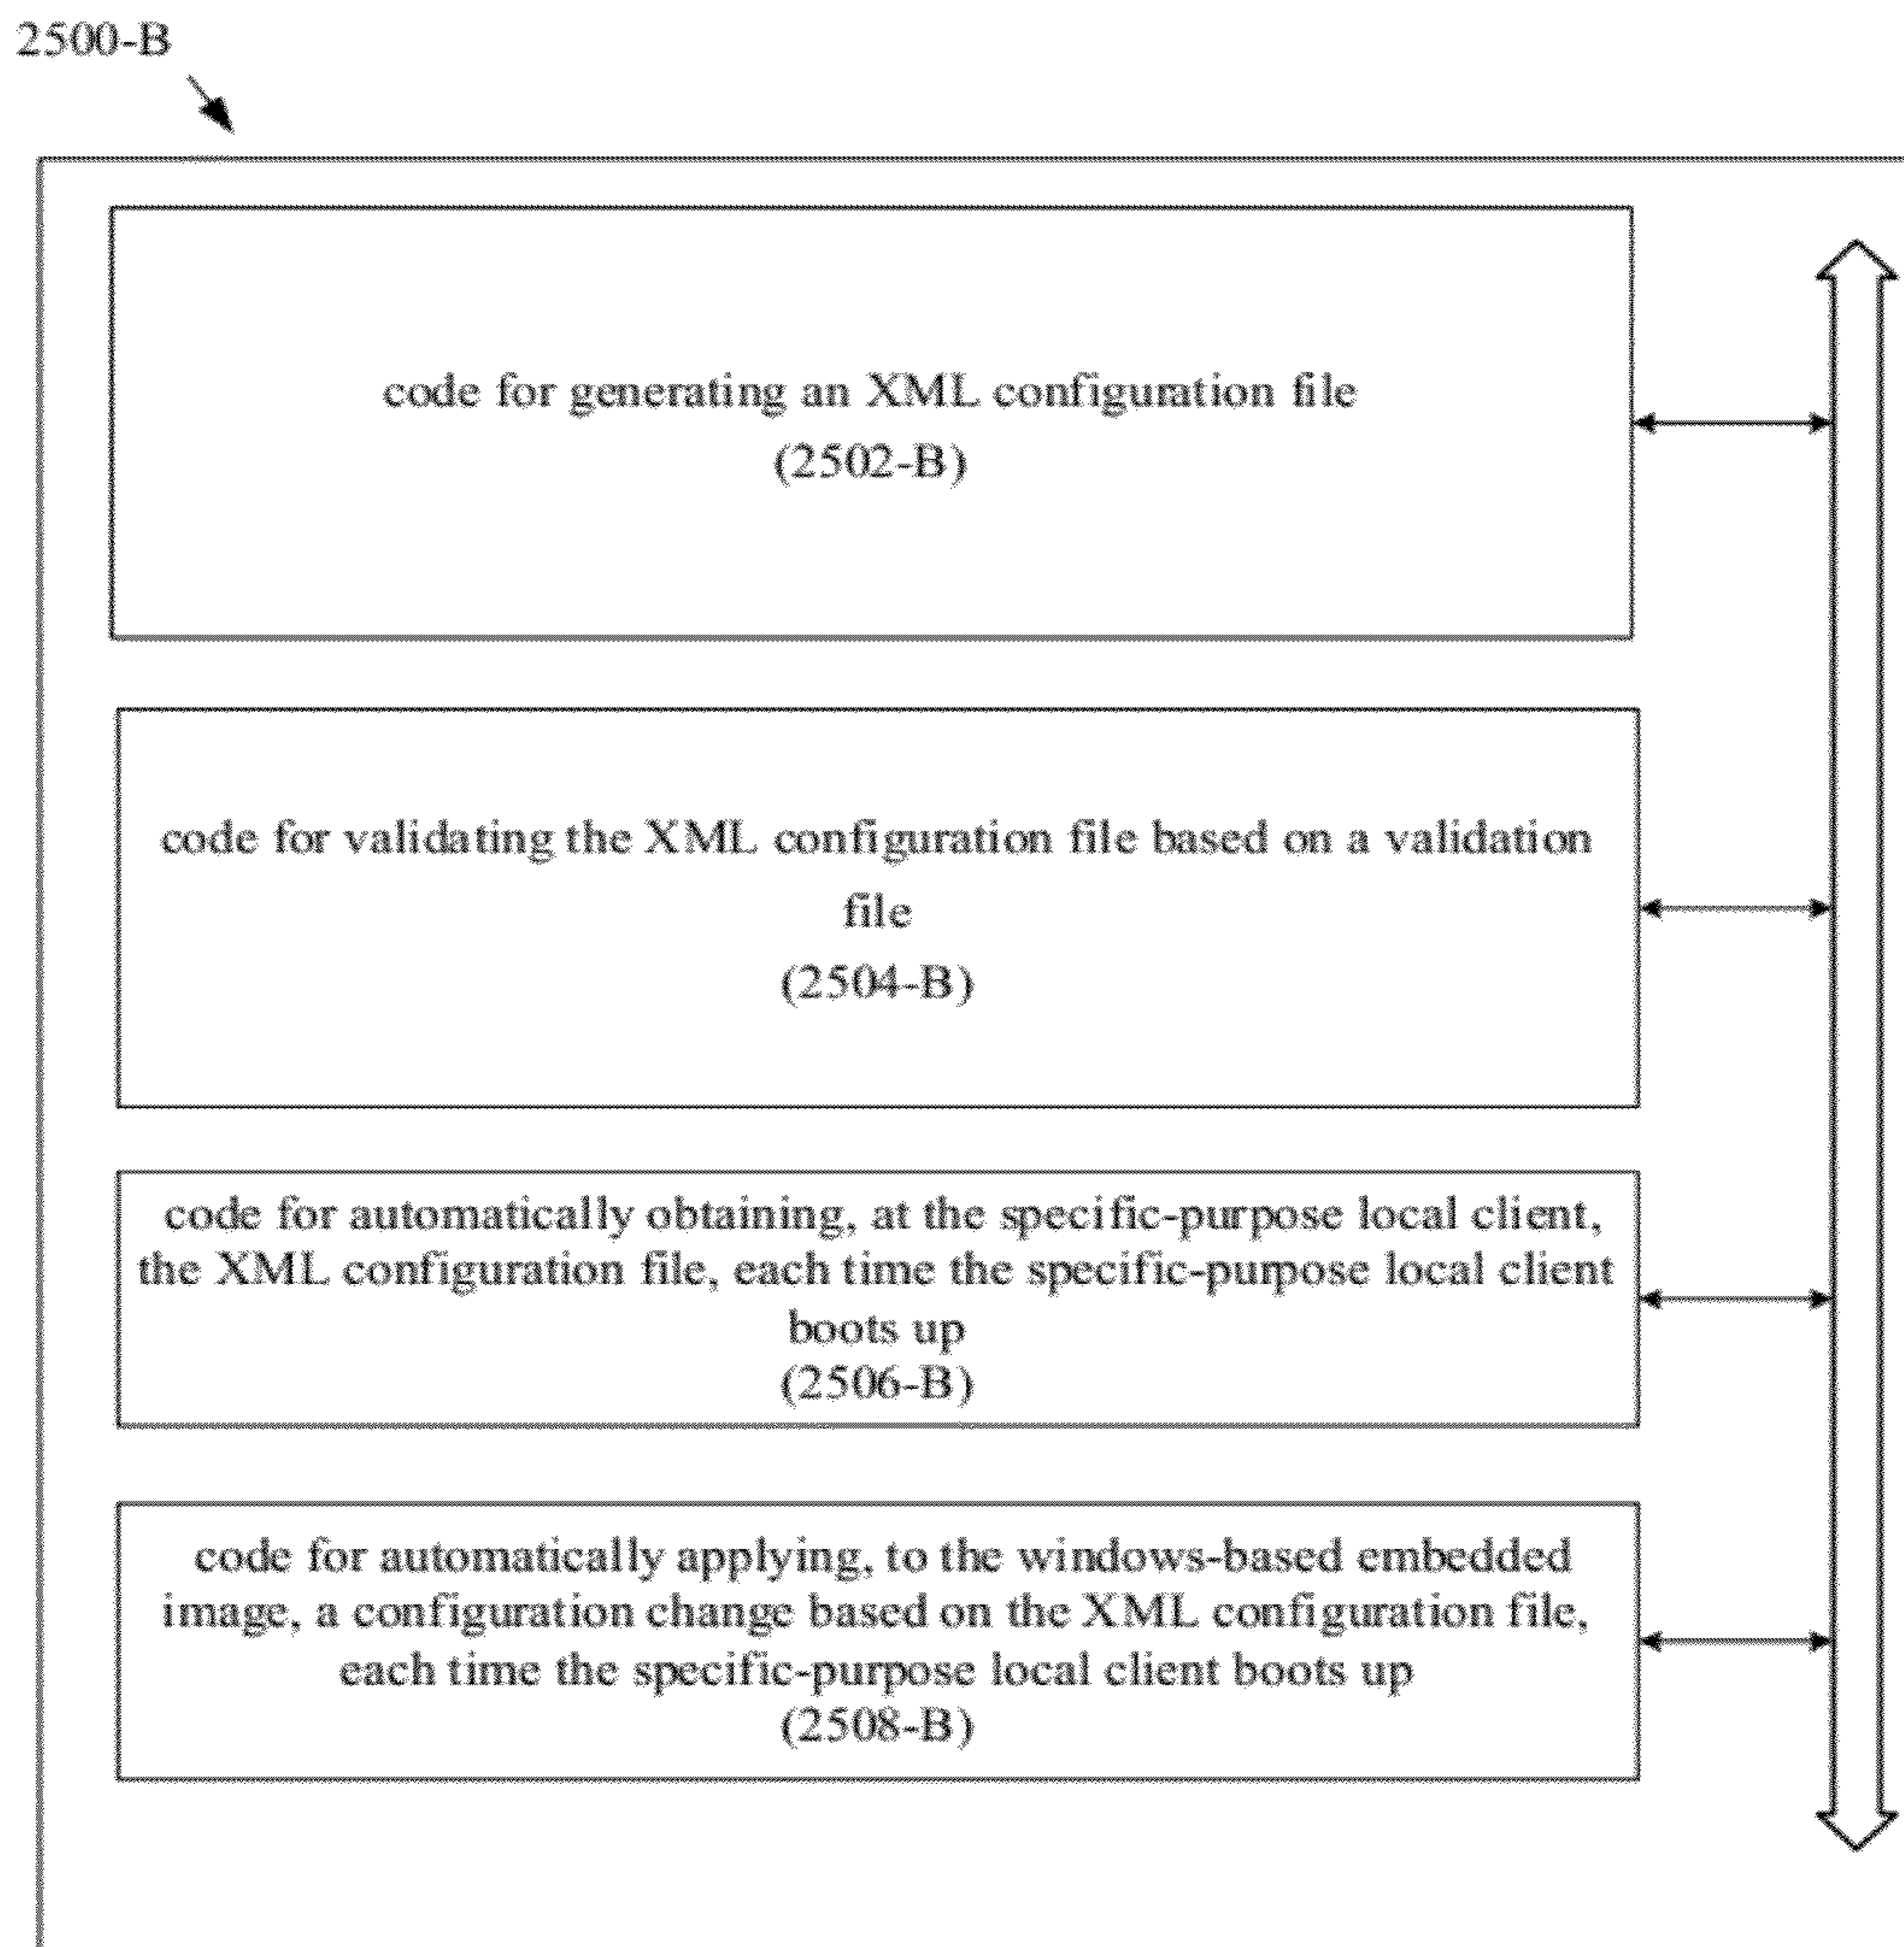 2500-B
code for generating an XML configuration file
(2502-B)
code for validating the XML configuration file based on a validation
file
(2504-B)
code for automatically obtaining, at the specific-purpose local client,
the XML configuration file, each time the specific-purpose local client
boots up
(2506-B)
code for automatically applying, to the windows-based embedded
image, a configuration change based on the XML configuration file,
each time the specific-purpose local client boots up
(2508-B)